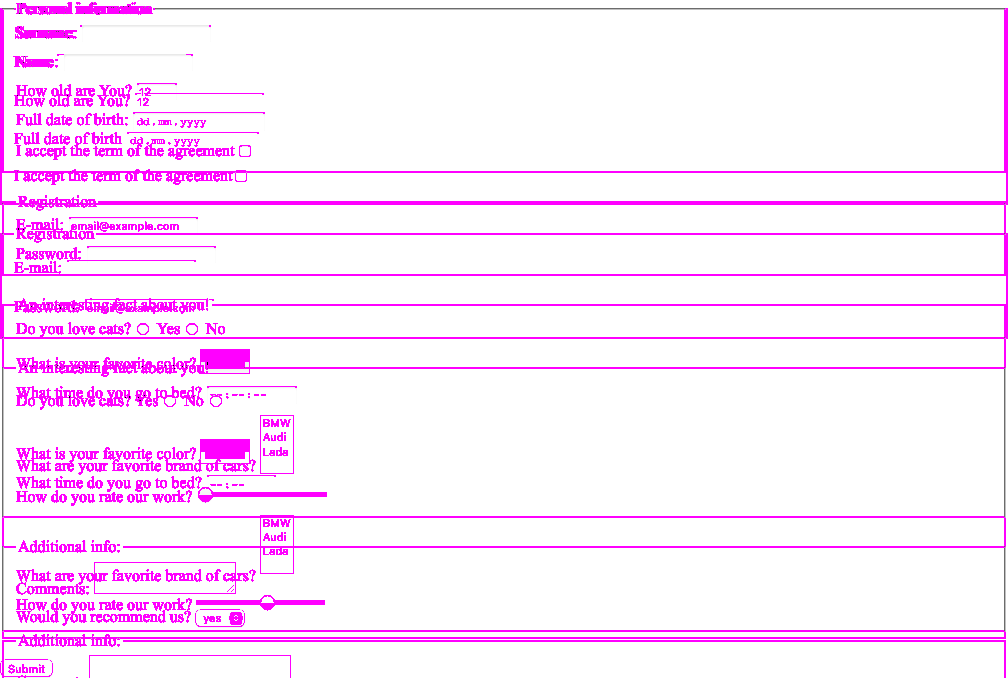 Personal information
Surname:
Name:
How old are You? 12
How old are You? 12
Full date of birth: dd.mm.yyyy
Full date of birth dd.mm.yyyy
I accept the term of the agreement
I accept the term of the agreement
Registration
E-mail: email@example.com
Registration
Password:
E-mail:
An interesting fact about you!
Password: email@example.com
Do you love cats? Yes No
What is your favorite color?
An interesting fact about you!
What time do you go to bed? --:--:--
Do you love cats? Yes No
BMW
Audi
Lada
What is your favorite color?
What are your favorite brand of cars?
What time do you go to bed? --:--
How do you rate our work?
BMW
Audi
Lada
Additional info:
What are your favorite brand of cars?
Comments:
How do you rate our work?
Would you recommend us? yes
Additional info:
Submit